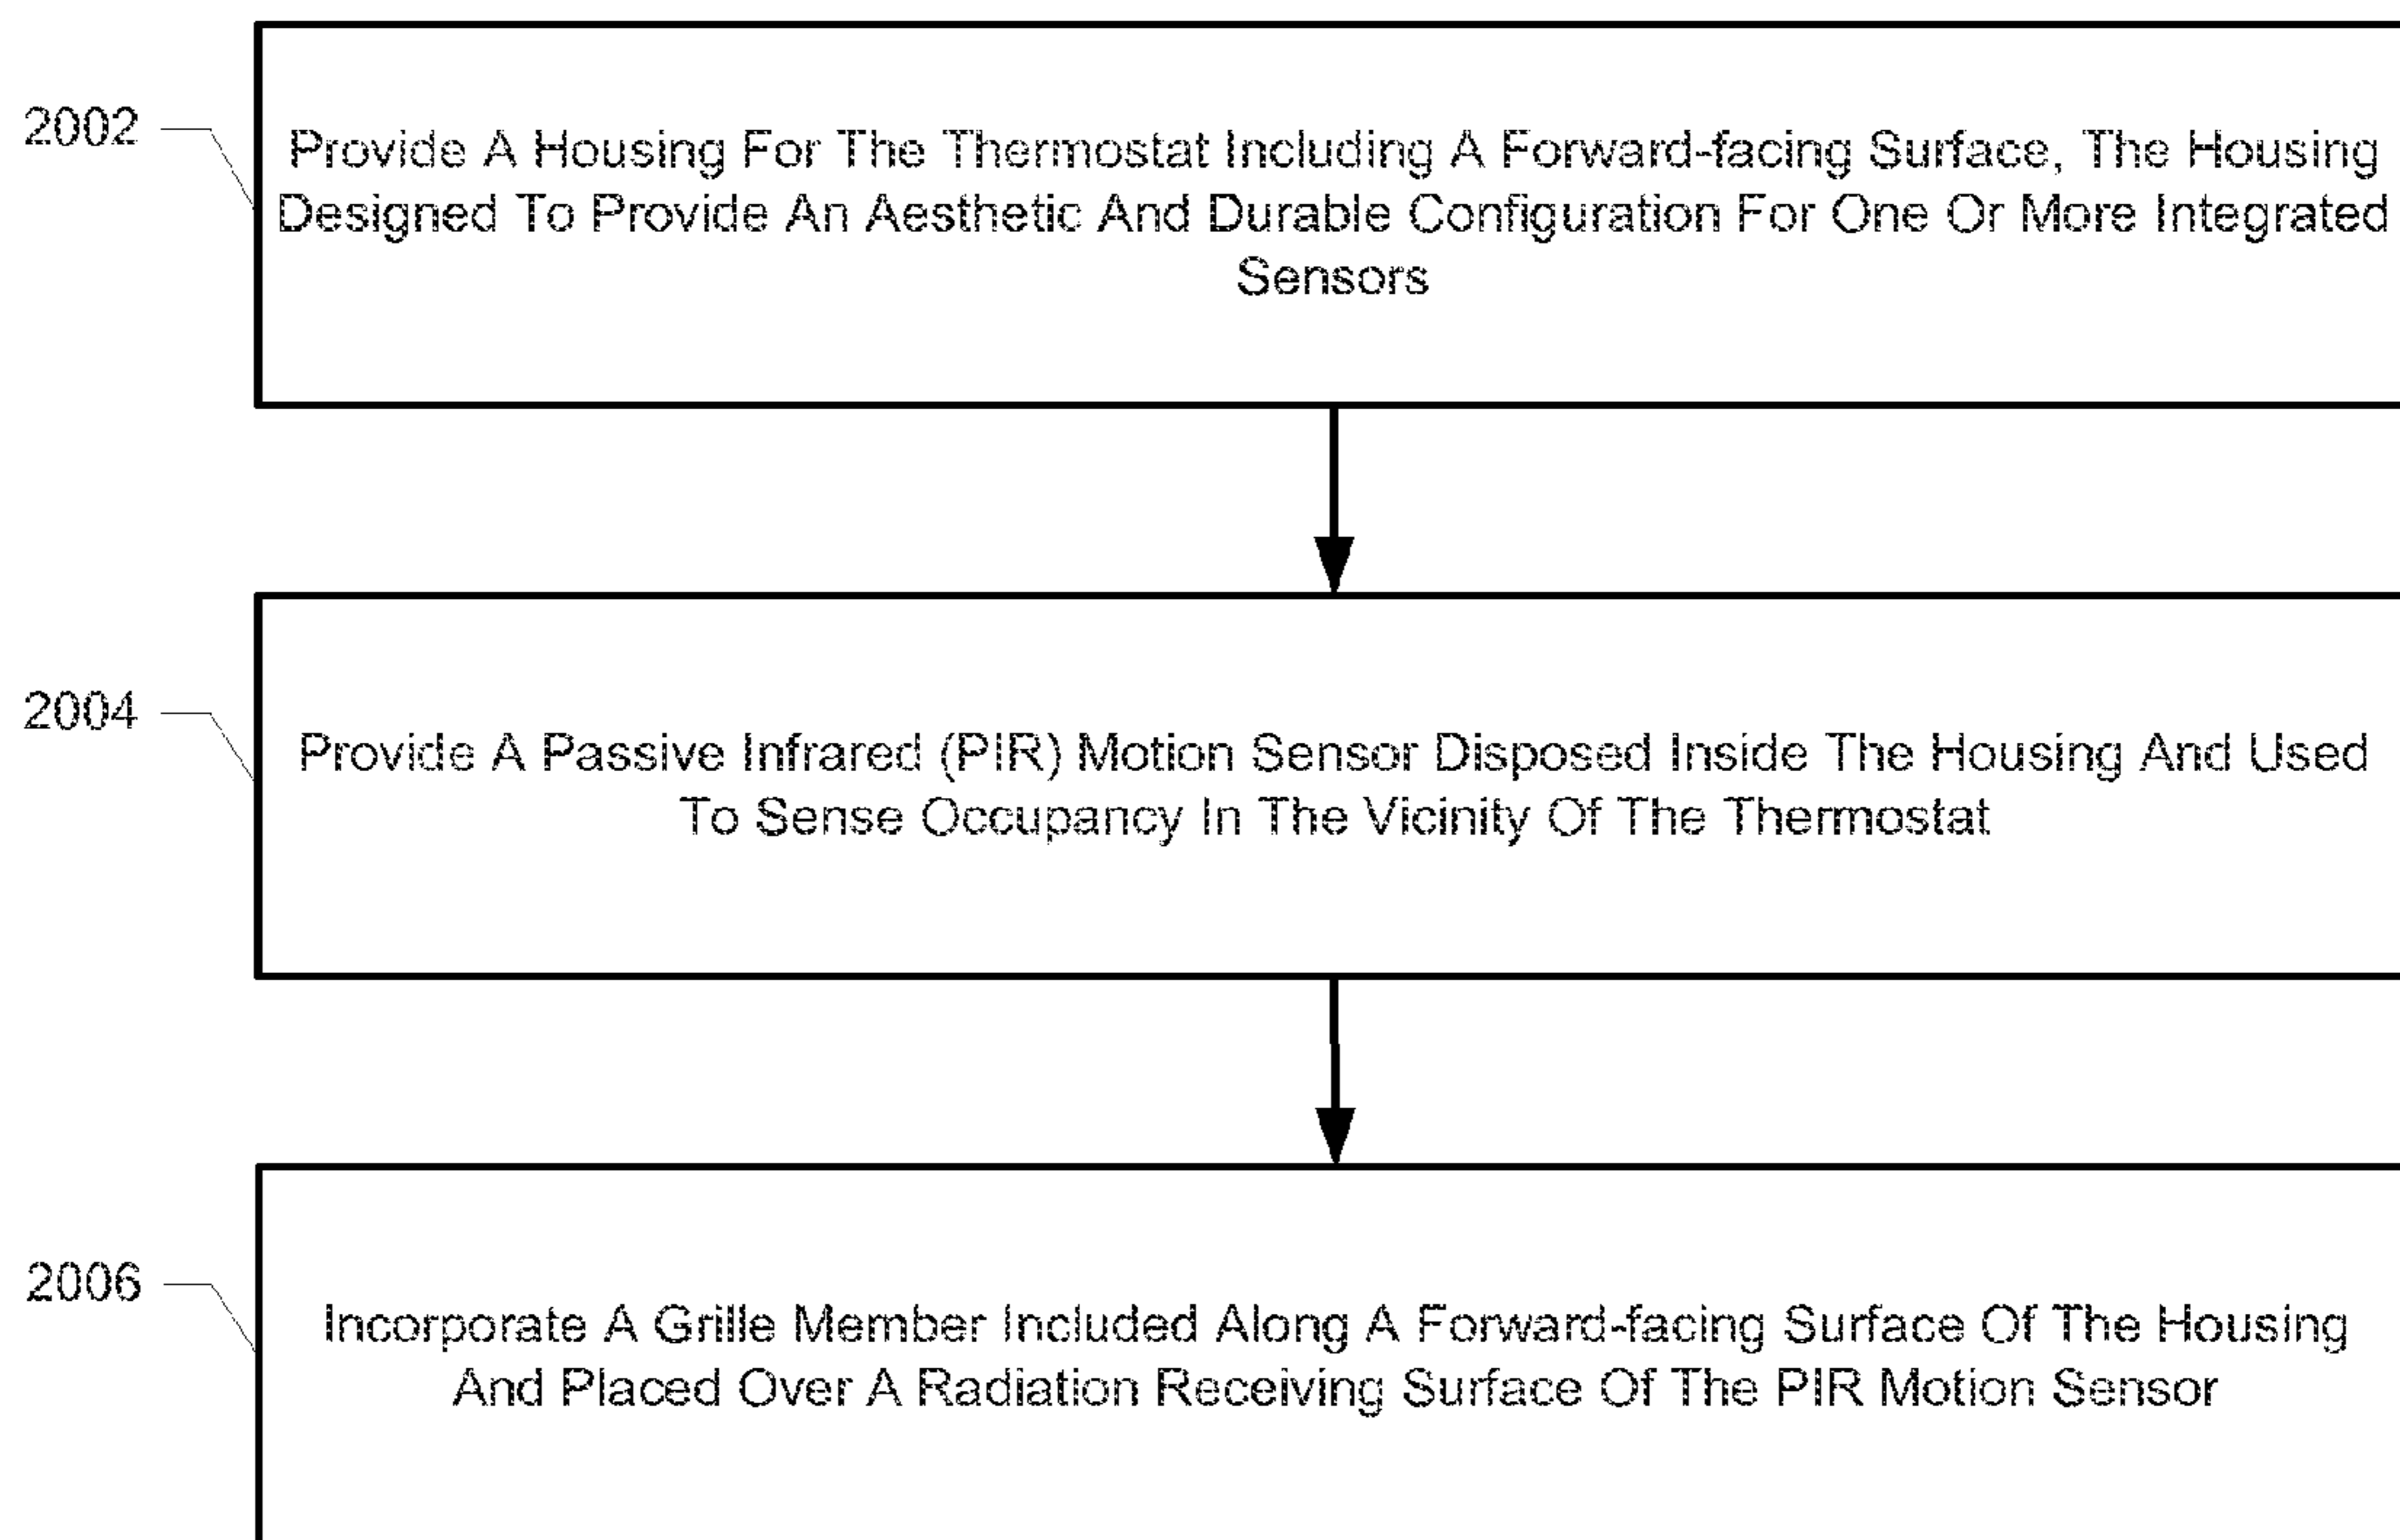 2002
Provide A Housing For The Thermostat Including A Forward-facing Surface, The Housing
Designed To Provide An Aesthetic And Durable Configuration For One Or More Integrated
Sensors
2004
Provide A Passive Infrared (PIR) Motion Sensor Disposed Inside The Housing And Used
To Sense Occupancy In The Vicinity Of The Thermostat
2006
Incorporate A Grille Member Included Along A Forward-facing Surface Of The Housing
And Placed Over A Radiation Receiving Surface Of The PIR Motion Sensor